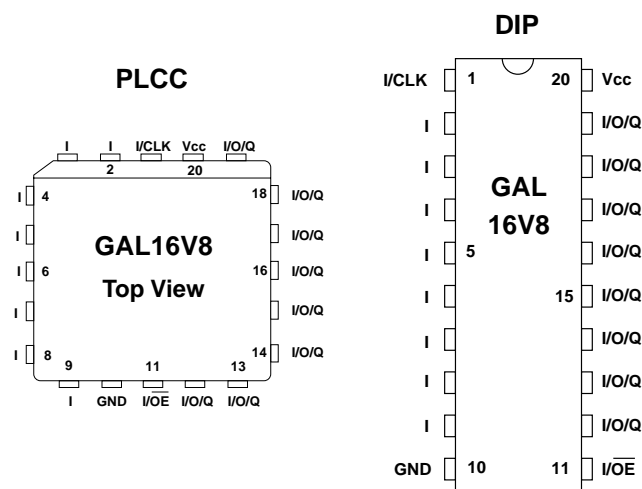 DIP
PLCC
I/CLK 1 20 Vcc
I I/O/Q
I I/O/Q
I I/O/Q
I 5 I/O/Q
I 15 I/O/Q
I I/O/Q
I I/O/Q
I I/O/Q
GND 10 11 I/OE
GAL
16V8
I I I/CLK Vcc I/O/Q
2 20
I 4 18 I/O/Q
I I/O/Q
I 6 16 I/O/Q
I I/O/Q
I 8 14 I/O/Q
GAL16V8
Top View
9 11 13
I GND I/OE I/O/Q I/O/Q